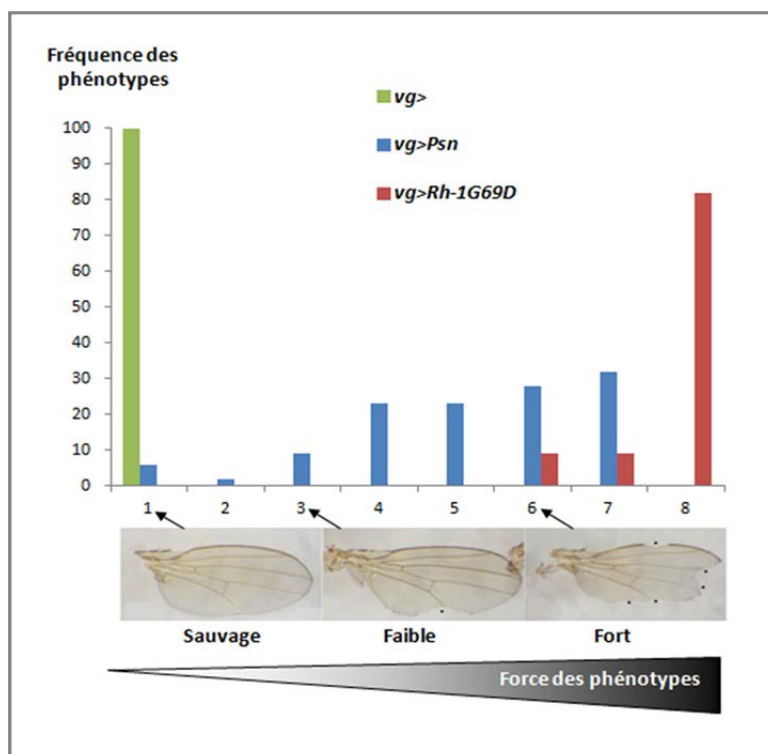 Fréquence des
phénotypes
vg>
vg>Psn
vg>Rh-1G69D
100
90
80
70
60
50
40
30
20
10
0
1 2 3 4 5 6 7 8
Sauvage Faible Fort
Force des phénotypes